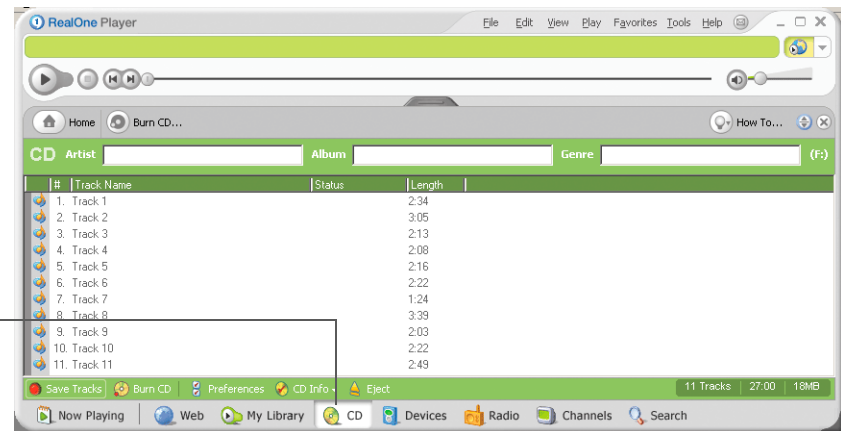 RealOne Player File Edit View Play Favorites Tools Help
Home Burn CD... How To...
CD Artist Album Genre (F:)
# Track Name Status Length
1. Track 1 2:34
2. Track 2 3:05
3. Track 3 2:13
4. Track 4 2:08
5. Track 5 2:16
6. Track 6 2:22
7. Track 7 1:24
8. Track 8 3:39
9. Track 9 2:03
10. Track 10 2:22
11. Track 11 2:49
Save Tracks Burn CD Preferences CD Info Eject 11 Tracks 27:00 18MB
Now Playing Web My Library CD Devices Radio Channels Search